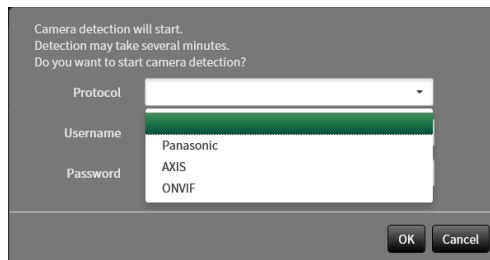 Camera detection will start.
Detection may take several minutes.
Do you want to start camera detection?
Protocol
Username
Panasonic
AXIS
Password
ONVIF
OK Cancel